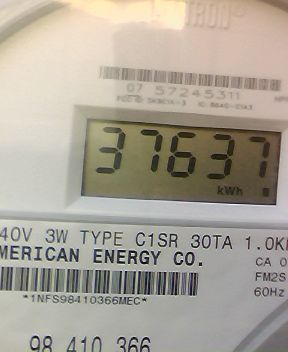 TRON
07 57245311
37637
kWh
40V 3W TYPE C1SR 30TA 1.0K
MERICAN ENERGY CO.
CA 0
FM2S
*1NFS98410366MEC*
60Hz
98 410 366